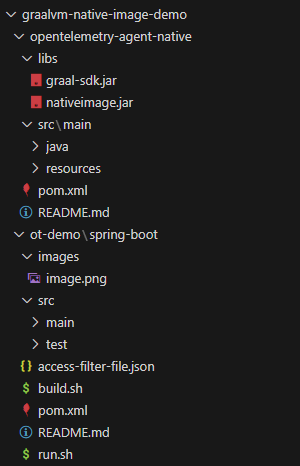 graalvm-native-image-demo
opentelemetry-agent-native
libs
graal-sdk.jar
nativeimage.jar
src\main
java
resources
pom.xml
README.md
ot-demo\spring-boot
images
image.png
src
main
test
access-filter-file.json
build.sh
pom.xml
README.md
run.sh